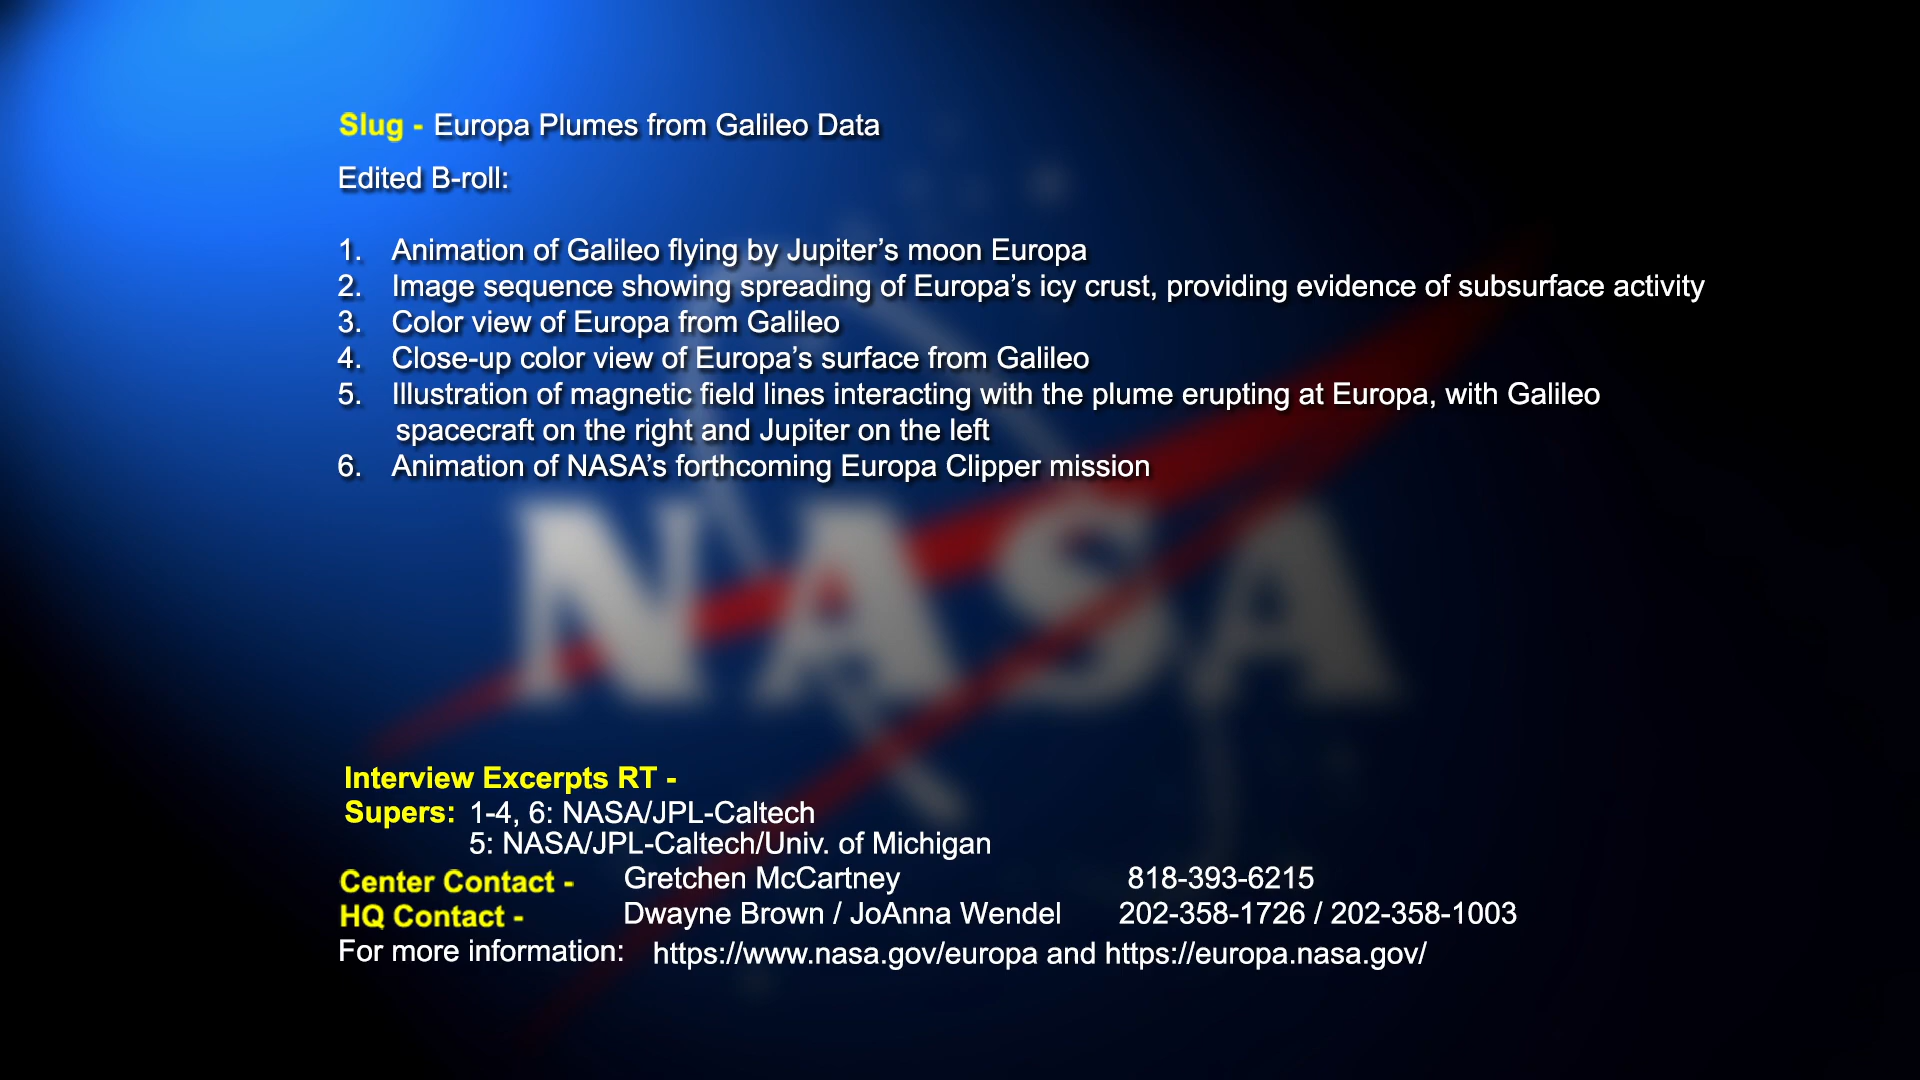 Slug - Europa Plumes from Galileo Data
Edited B-roll:
1. Animation of Galileo flying by Jupiter’s moon Europa
2. Image sequence showing spreading of Europa’s icy crust, providing evidence of subsurface activity
3. Color view of Europa from Galileo
4. Close-up color view of Europa’s surface from Galileo
5. Illustration of magnetic field lines interacting with the plume erupting at Europa, with Galileo
spacecraft on the right and Jupiter on the left
6. Animation of NASA’s forthcoming Europa Clipper mission
NASA
Interview Excerpts RT -
Supers: 1-4, 6: NASA/JPL-Caltech
5: NASA/JPL-Caltech/Univ. of Michigan
Center Contact - Gretchen McCartney 818-393-6215
HQ Contact - Dwayne Brown / JoAnna Wendel 202-358-1726 / 202-358-1003
For more information: https://www.nasa.gov/europa and https://europa.nasa.gov/